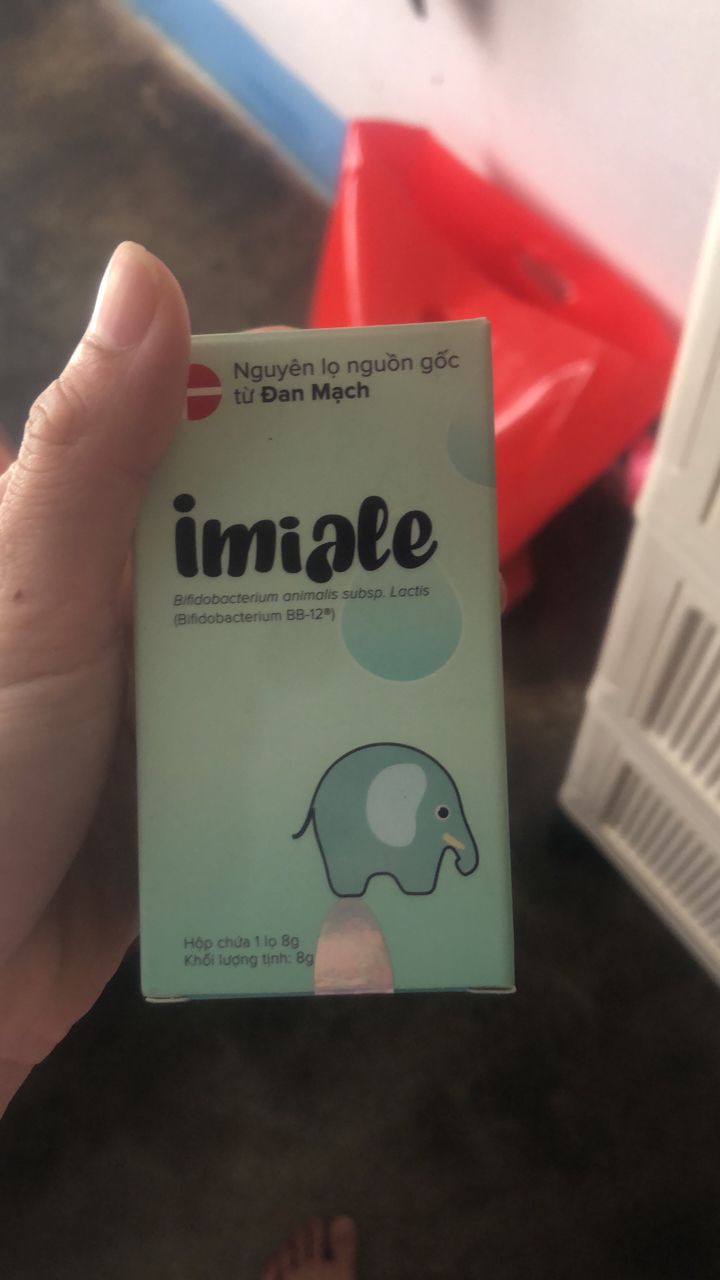 Nguyên lọ nguồn gốc
từ Đan Mạch
imiale
Bifidobacterium animalis subsp. Lactis
(Bifidobacterium BB-12®)
Hộp chứa 1 lọ 8g
Khối lượng tịnh: 8g